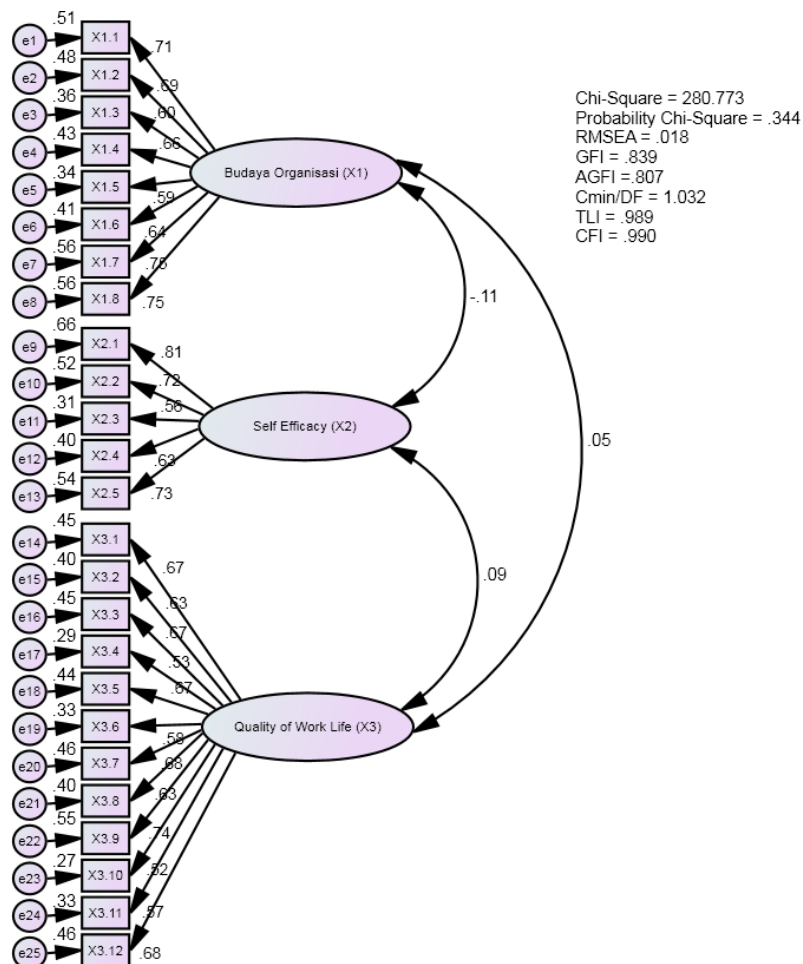 .51
e1
X1.1
.71
.48
e2
X1.2
.69
.36
e3
X1.3
.60
.43
e4
X1.4
.66
.34
e5
X1.5
.59
.41
e6
X1.6
.64
.56
e7
X1.7
.56
e8
X1.8
.75
Budaya Organisasi (X1)
.66
e9
X2.1
.81
.52
e10
X2.2
.72
.31
e11
X2.3
.56
.40
e12
X2.4
.63
.54
e13
X2.5
.73
Self Efficacy (X2)
.45
e14
X3.1
.67
.40
e15
X3.2
.63
.45
e16
X3.3
.67
.29
e17
X3.4
.53
.44
e18
X3.5
.67
.33
e19
X3.6
.58
.46
e20
X3.7
.68
.40
e21
X3.8
.63
.55
e22
X3.9
.74
.27
e23
X3.10
.52
.33
e24
X3.11
.57
.46
e25
X3.12
.68
Quality of Work Life (X3)
-.11
.05
.09
Chi-Square = 280.773
Probability Chi-Square = .344
RMSEA = .018
GFI = .839
AGFI = .807
Cmin/DF = 1.032
TLI = .989
CFI = .990